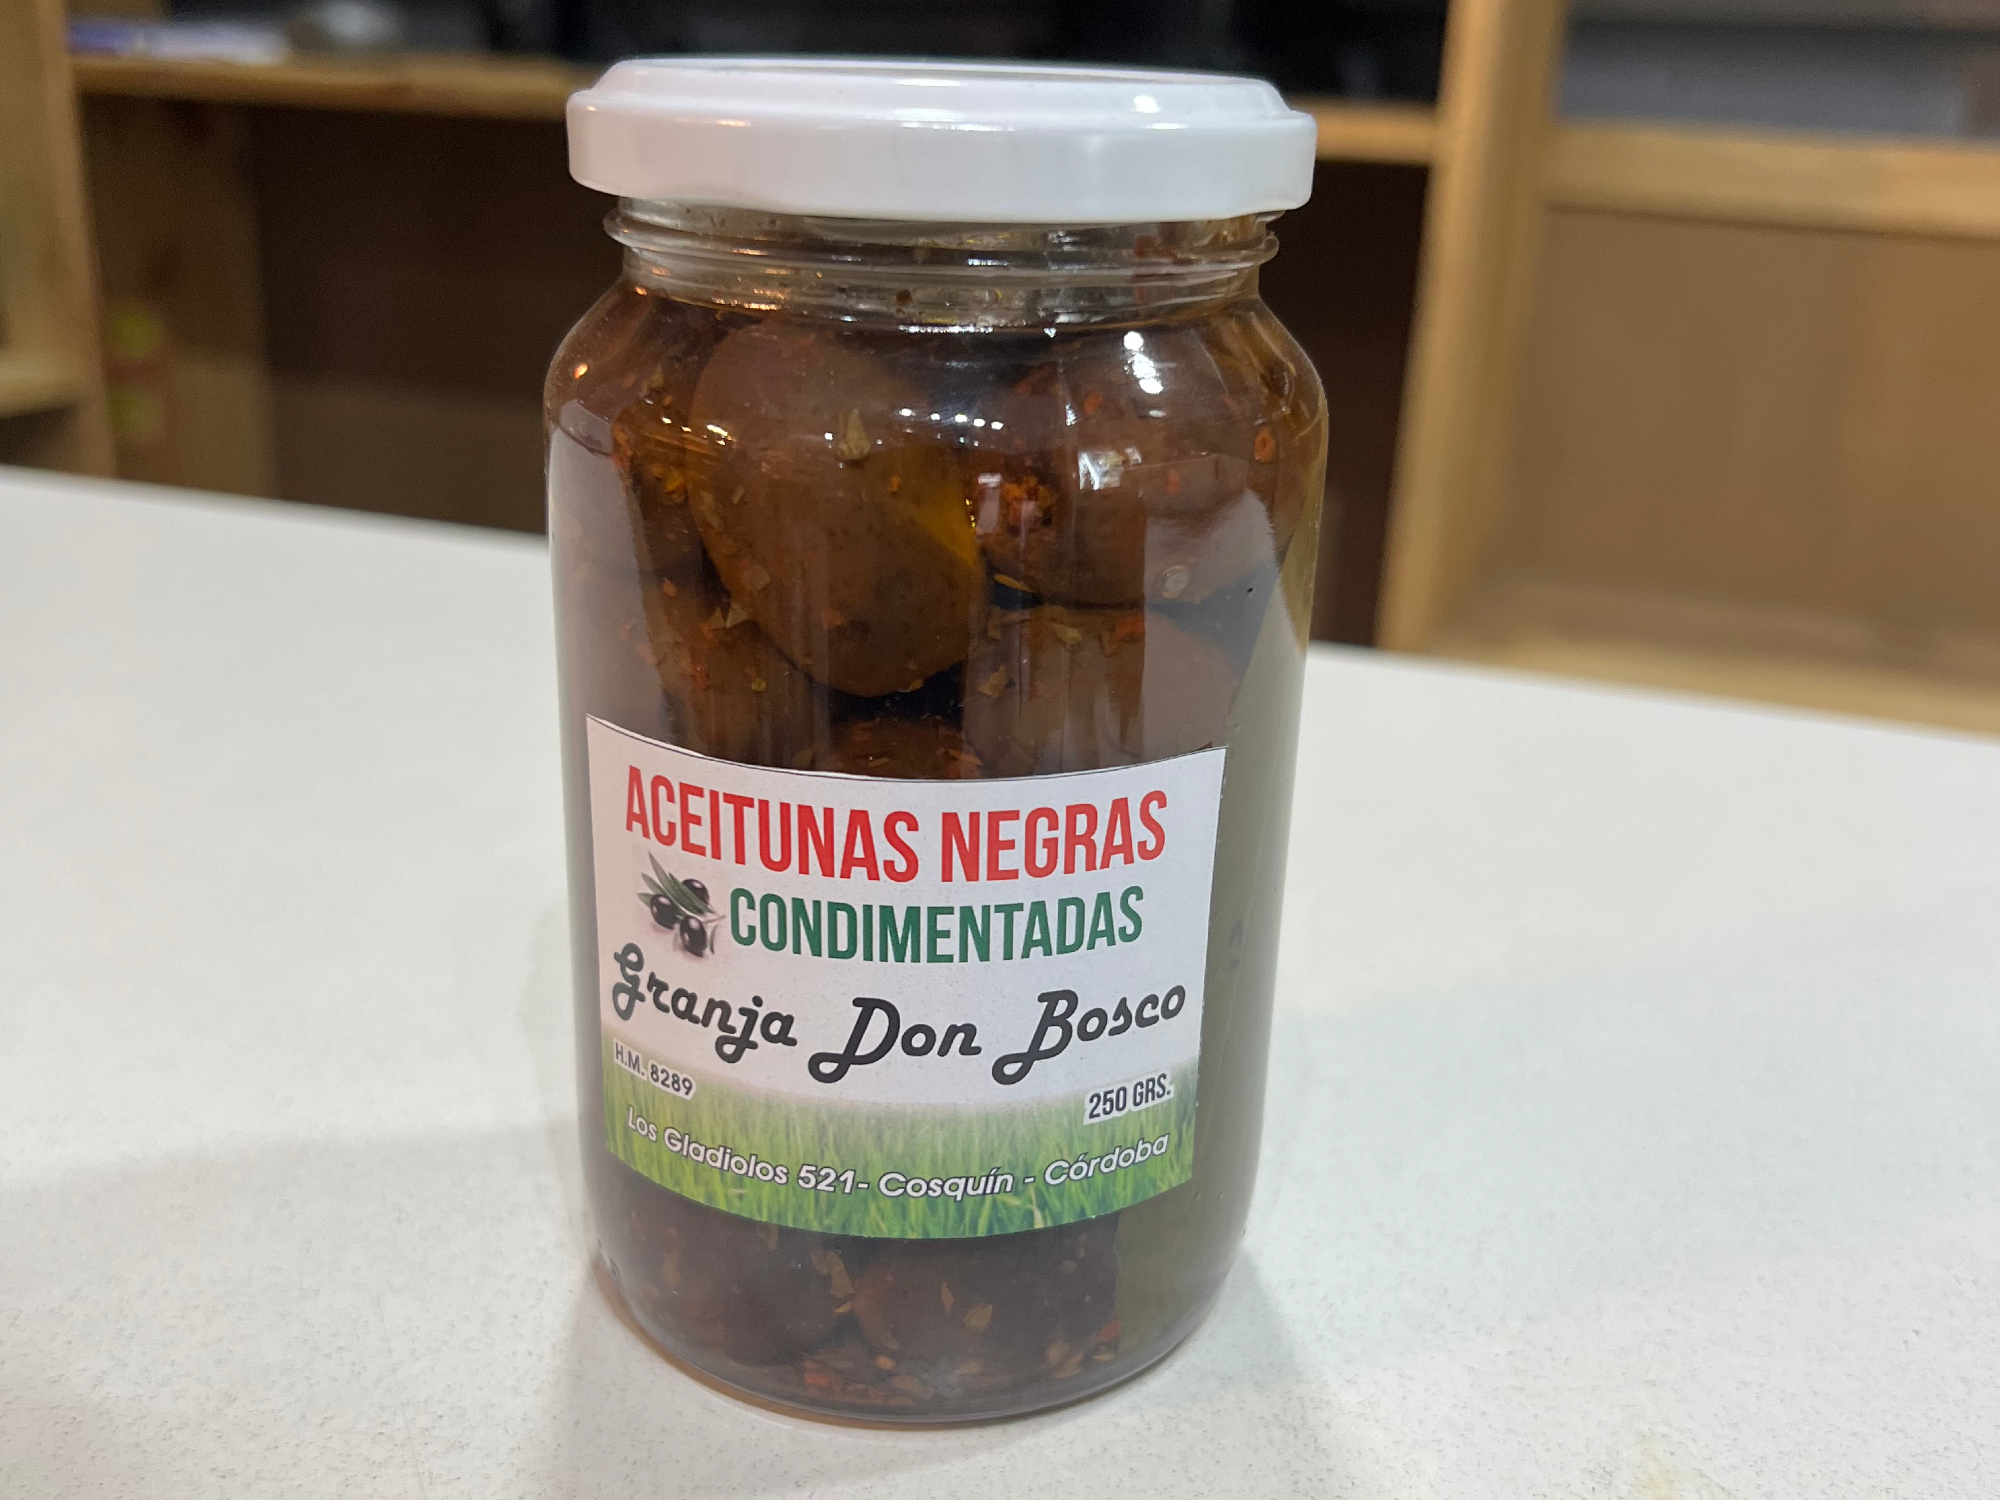 ACEITUNAS NEGRAS
CONDIMENTADAS
Granja Don Bosco
H.M. 8289
250 GRS.
Los Gladiolos 521- Cosquín - Córdoba